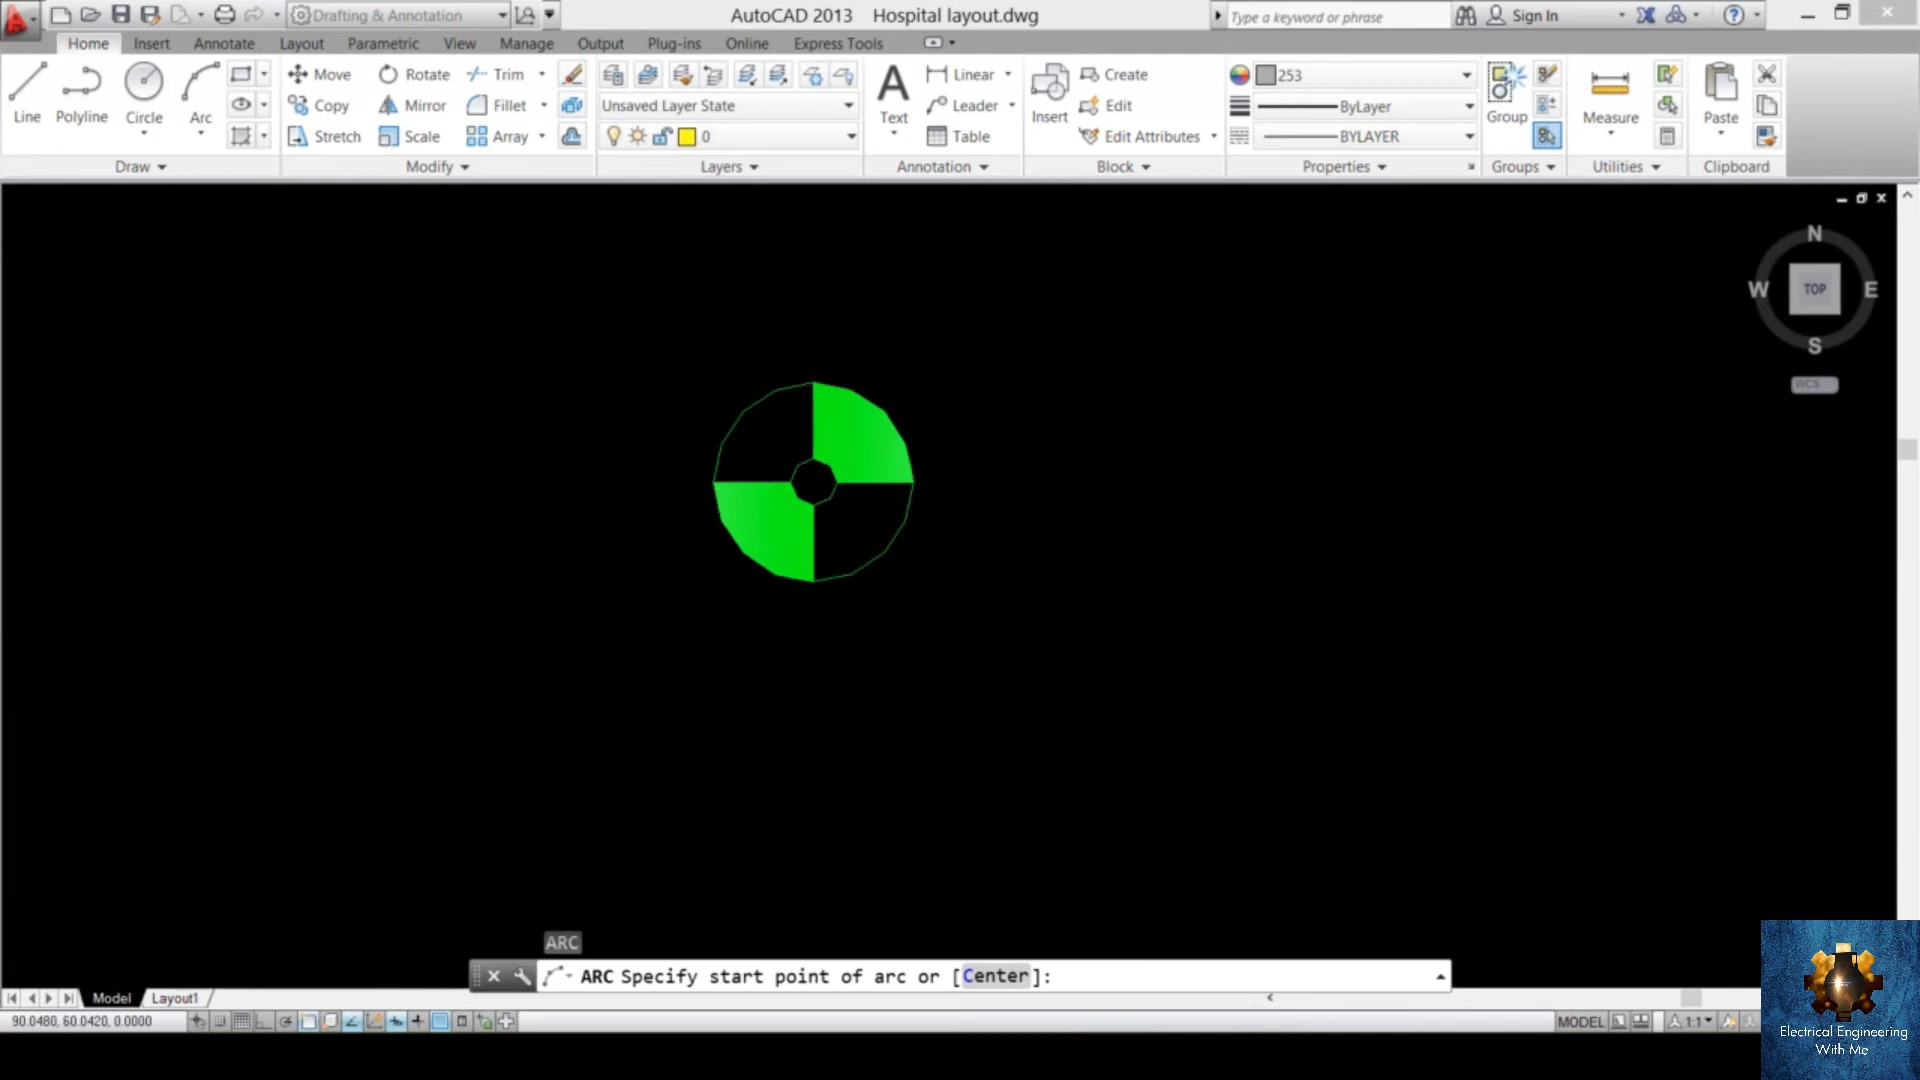 Drafting & Annotation
AutoCAD 2013 Hospital layout.dwg
Type a keyword or phrase
Sign In
Home Insert Annotate Layout Parametric View Manage Output Plug-ins Online Express Tools
Line
Polyline
Circle
Arc
Draw
Move
Rotate
Trim
Copy
Mirror
Fillet
Stretch
Scale
Array
Modify
Unsaved Layer State
0
Layers
Text
Linear
Leader
Table
Annotation
Insert
Create
Edit
Edit Attributes
Block
253
ByLayer
BYLAYER
Properties
Group
Groups
Measure
Utilities
Paste
Clipboard
N
W TOP E
S
WCS
ARC
ARC Specify start point of arc or [Center]:
Model Layout1
90.0480, 60.0420, 0.0000
MODEL
1:1
Electrical Engineering
With Me